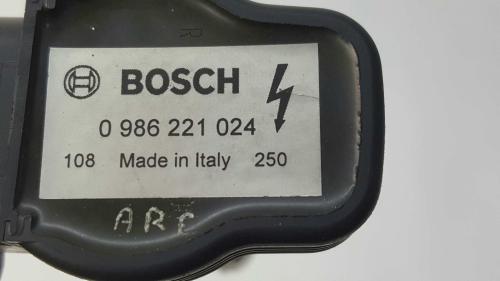 R
BOSCH
0 986 221 024
108 Made in Italy 250
ARE